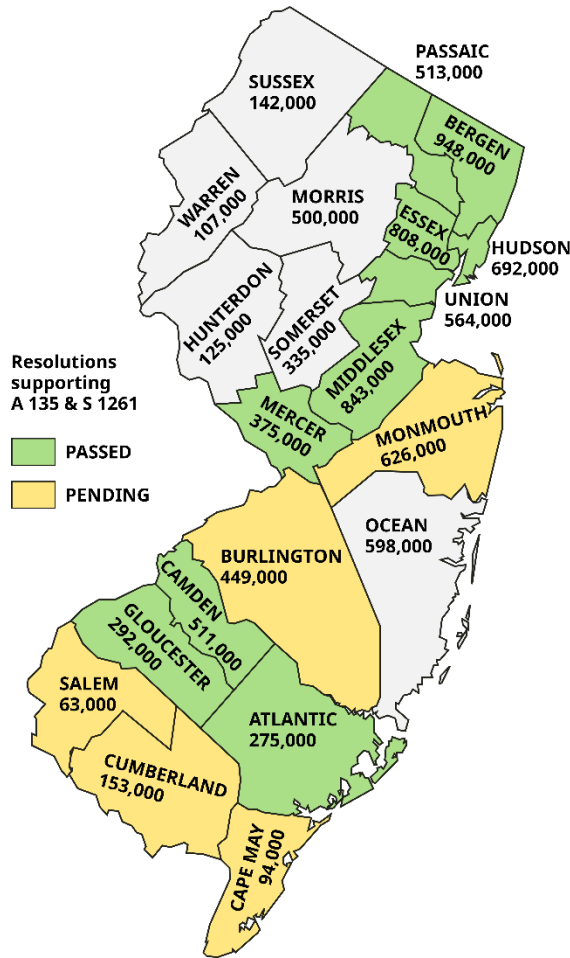 PASSAIC
513,000
SUSSEX
142,000
BERGEN
948,000
WARREN
107,000
MORRIS
500,000
ESSEX
808,000
HUDSON
692,000
HUNTERDON
125,000
SOMERSET
335,000
UNION
564,000
MIDDLESEX
843,000
Resolutions
supporting
A 135 & S 1261
PASSED
PENDING
MERCER
375,000
MONMOUTH
626,000
OCEAN
598,000
BURLINGTON
449,000
CAMDEN
511,000
GLOUCESTER
292,000
SALEM
63,000
ATLANTIC
275,000
CUMBERLAND
153,000
CAPE MAY
94,000